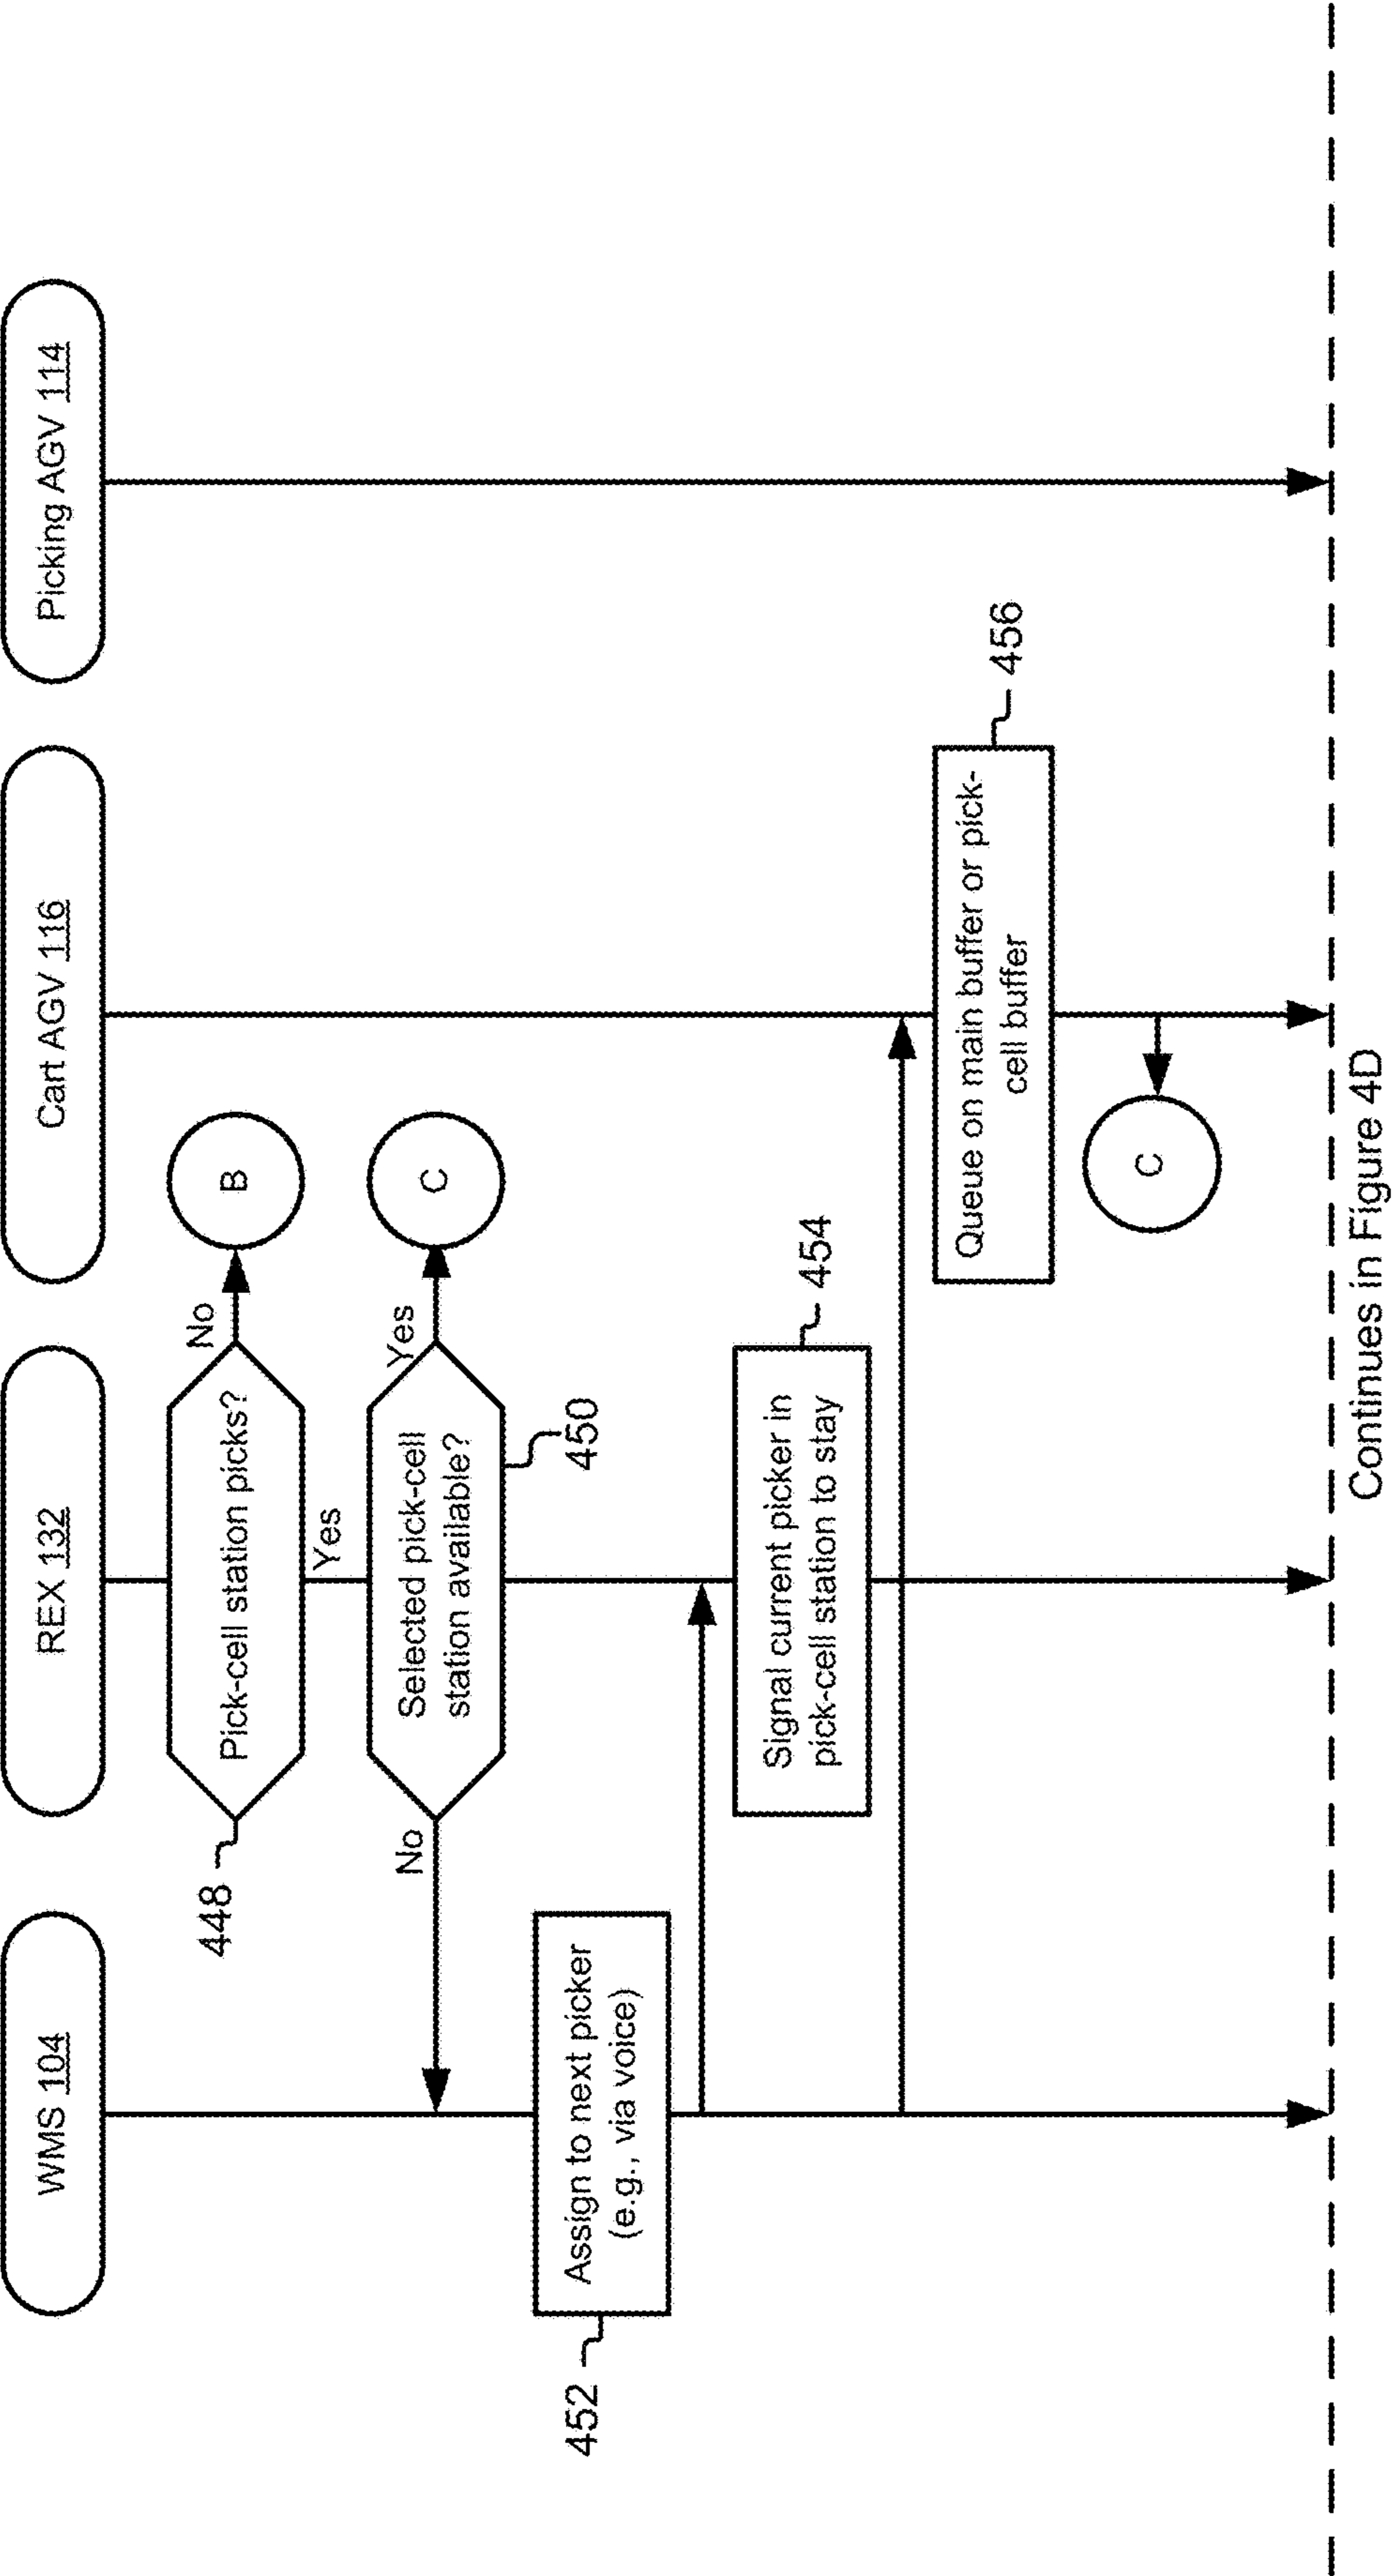 WMS 104
REX 132
Cart AGV 116
Picking AGV 114
448
Pick-cell station picks?
No
B
Yes
Selected pick-cell
station available?
No
Yes
C
450
452
Assign to next picker
(e.g., via voice)
Signal current picker in
pick-cell station to stay
454
Queue on main buffer or pick-
cell buffer
456
C
Continues in Figure 4D